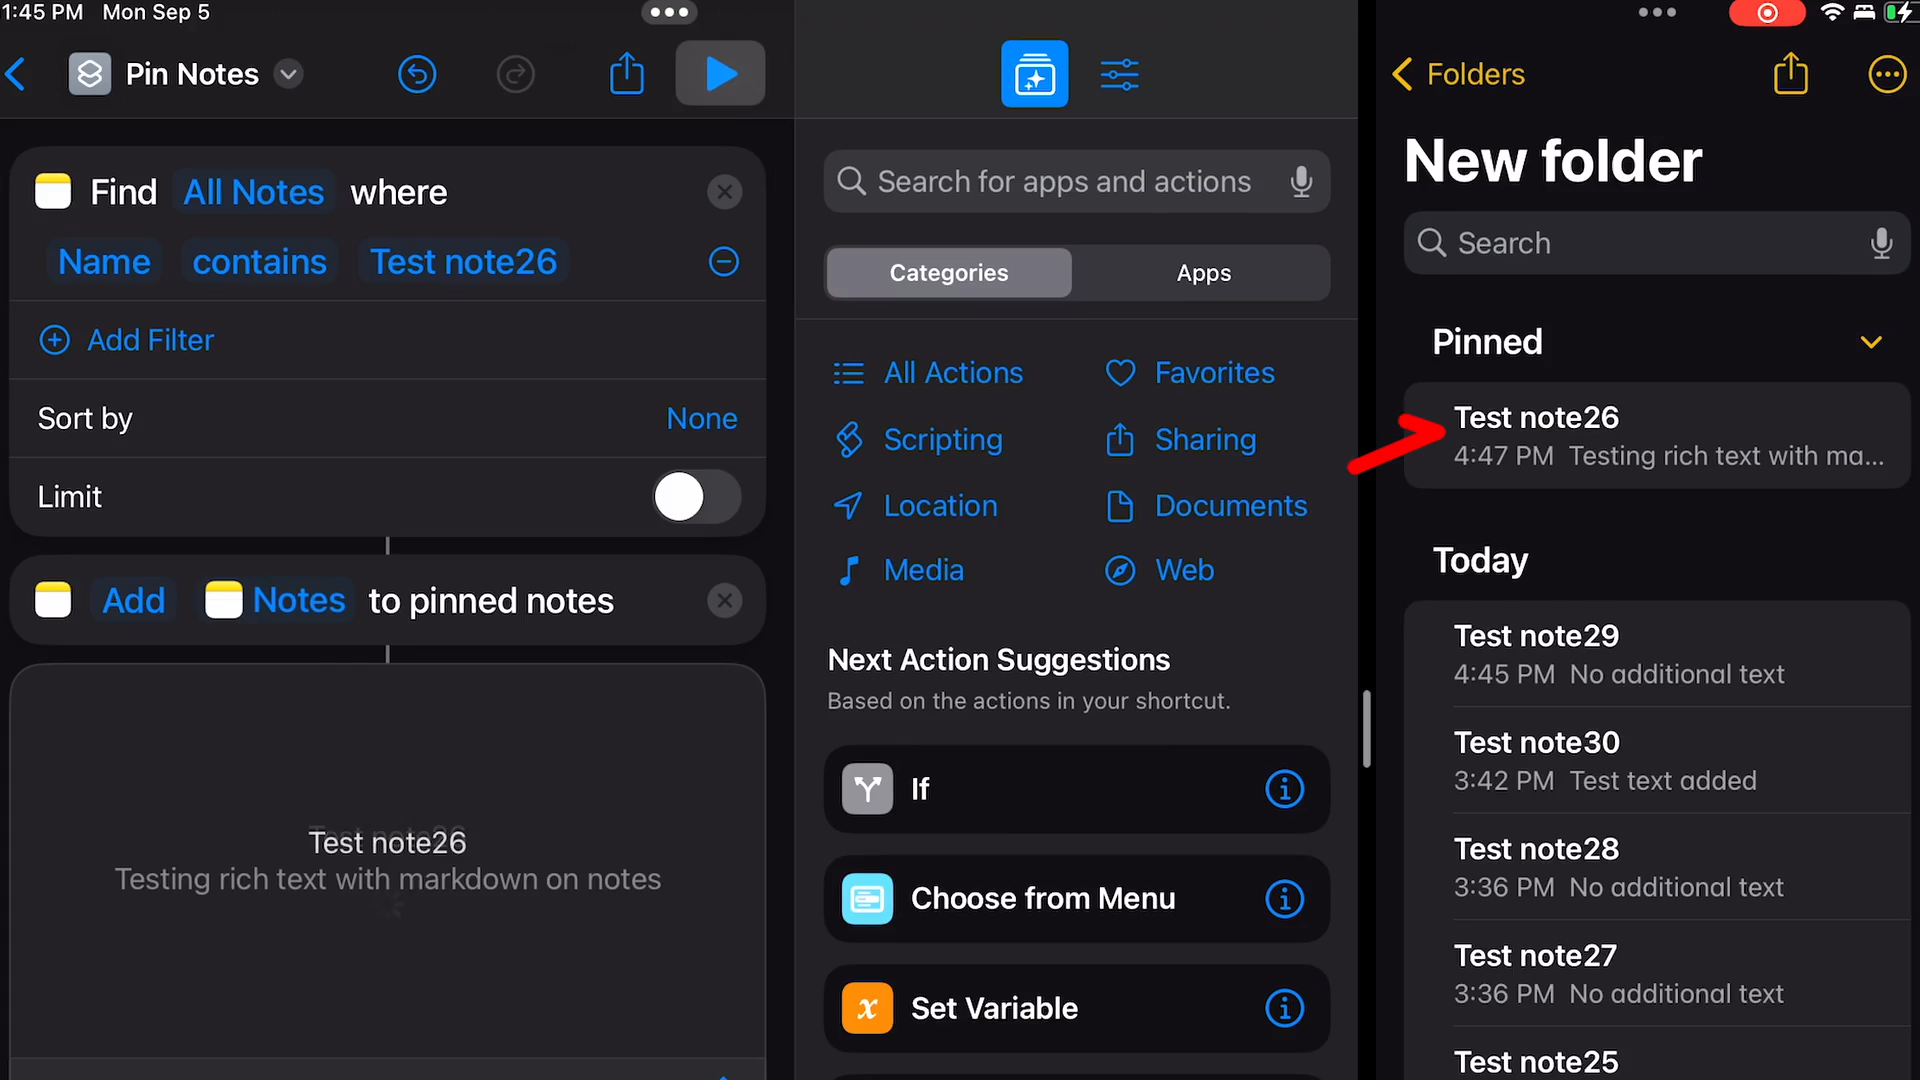 1:45 PM Mon Sep 5
Pin Notes
Find All Notes where
Name contains Test note26
Add Filter
Sort by None
Limit
Add Notes to pinned notes
Test note26
Testing rich text with markdown on notes
Search for apps and actions
Categories Apps
All Actions Favorites
Scripting Sharing
Location Documents
Media Web
Next Action Suggestions
Based on the actions in your shortcut.
If
Choose from Menu
x Set Variable
Folders
New folder
Search
Pinned
Test note26
4:47 PM Testing rich text with ma...
Today
Test note29
4:45 PM No additional text
Test note30
3:42 PM Test text added
Test note28
3:36 PM No additional text
Test note27
3:36 PM No additional text
Test note25